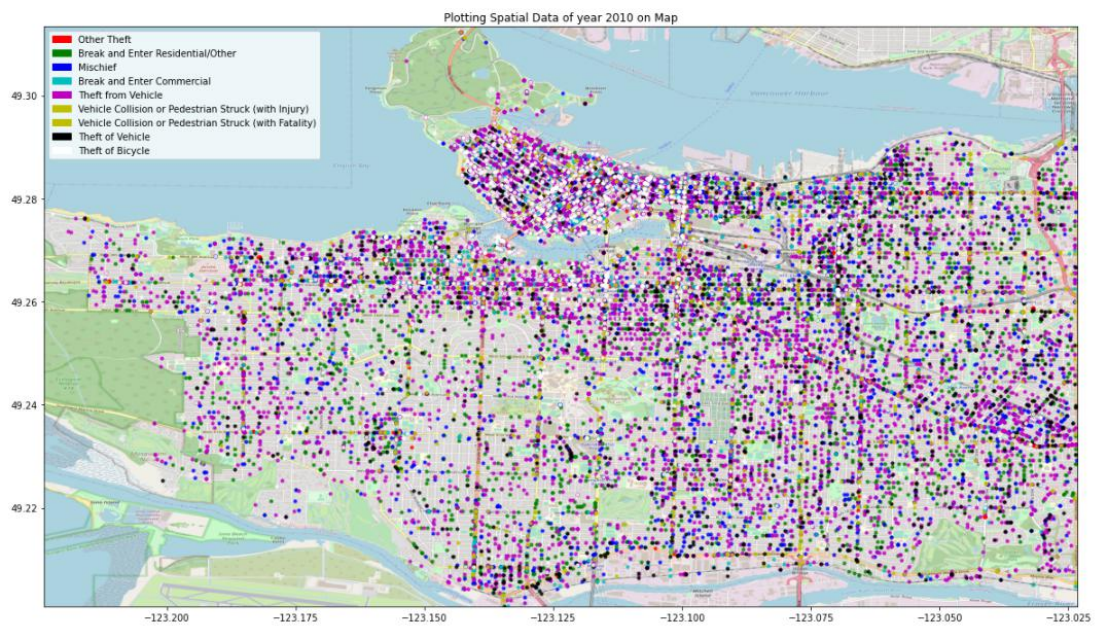 Plotting Spatial Data of year 2010 on Map
Other Theft
Break and Enter Residential/Other
Mischief
Break and Enter Commercial
Theft from Vehicle
Vehicle Collision or Pedestrian Struck (with Injury)
Vehicle Collision or Pedestrian Struck (with Fatality)
Theft of Vehicle
Theft of Bicycle
49.30
49.28
49.26
49.24
49.22
−123.200
−123.175
−123.150
−123.125
−123.100
−123.075
−123.050
−123.025